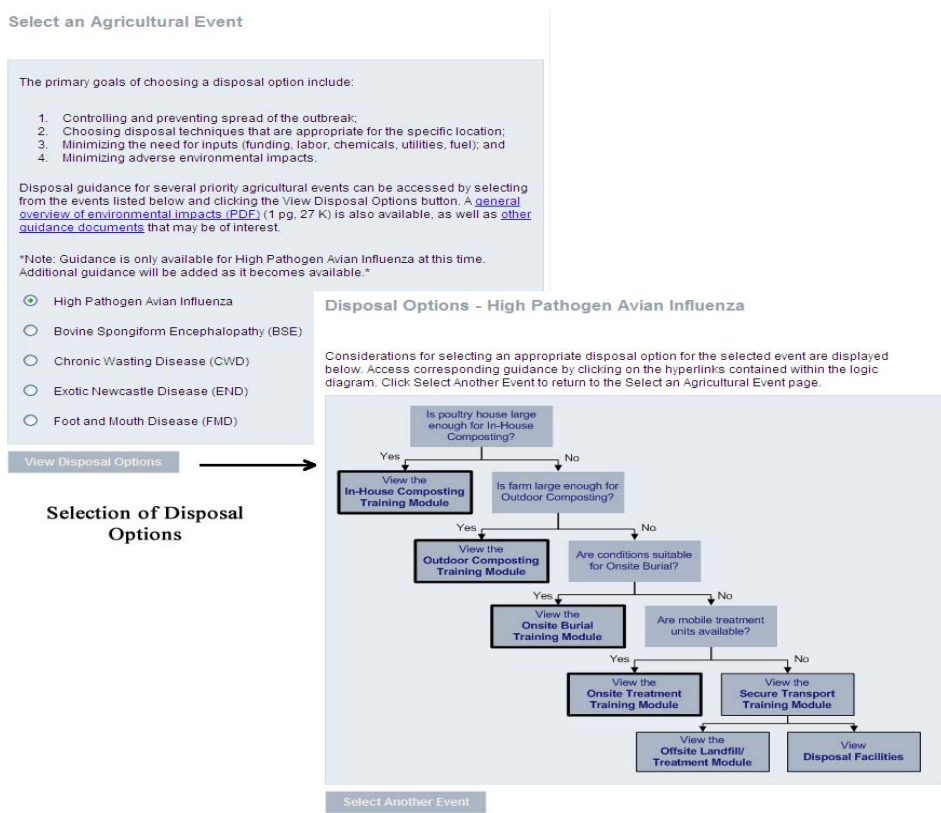 Select an Agricultural Event
The primary goals of choosing a disposal option include:
1. Controlling and preventing spread of the outbreak;
2. Choosing disposal techniques that are appropriate for the specific location;
3. Minimizing the need for inputs (funding, labor, chemicals, utilities, fuel); and
4. Minimizing adverse environmental impacts.
Disposal guidance for several priority agricultural events can be accessed by selecting
from the events listed below and clicking the View Disposal Options button. A general
overview of environmental impacts (PDF) (1 pg, 27 K) is also available, as well as other
guidance documents that may be of interest.
*Note: Guidance is only available for High Pathogen Avian Influenza at this time.
Additional guidance will be added as it becomes available.*
High Pathogen Avian Influenza
Bovine Spongiform Encephalopathy (BSE)
Chronic Wasting Disease (CWD)
Exotic Newcastle Disease (END)
Foot and Mouth Disease (FMD)
View Disposal Options
Selection of Disposal
Options
Disposal Options - High Pathogen Avian Influenza
Considerations for selecting an appropriate disposal option for the selected event are displayed
below. Access corresponding guidance by clicking on the hyperlinks contained within the logic
diagram. Click Select Another Event to return to the Select an Agricultural Event page.
Is poultry house large
enough for In-House
Composting?
Yes
No
View the
In-House Composting
Training Module
Is farm large enough for
Outdoor Composting?
Yes
No
View the
Outdoor Composting
Training Module
Are conditions suitable
for Onsite Burial?
Yes
No
View the
Onsite Burial
Training Module
Are mobile treatment
units available?
Yes
No
View the
Onsite Treatment
Training Module
View the
Secure Transport
Training Module
View the
Offsite Landfill/
Treatment Module
View
Disposal Facilities
Select Another Event